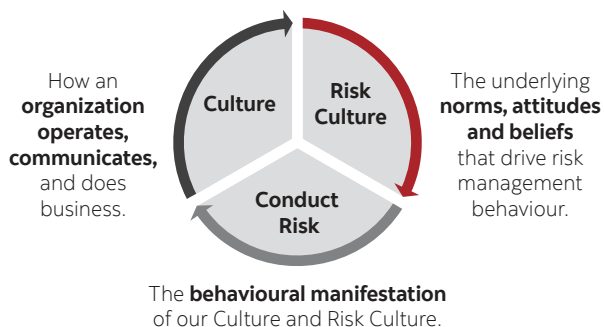 How an
organization
operates,
communicates,
and does
business.
Culture
Risk
Culture
The underlying
norms, attitudes
and beliefs
that drive risk
management
behaviour.
Conduct
Risk
The behavioural manifestation
of our Culture and Risk Culture.